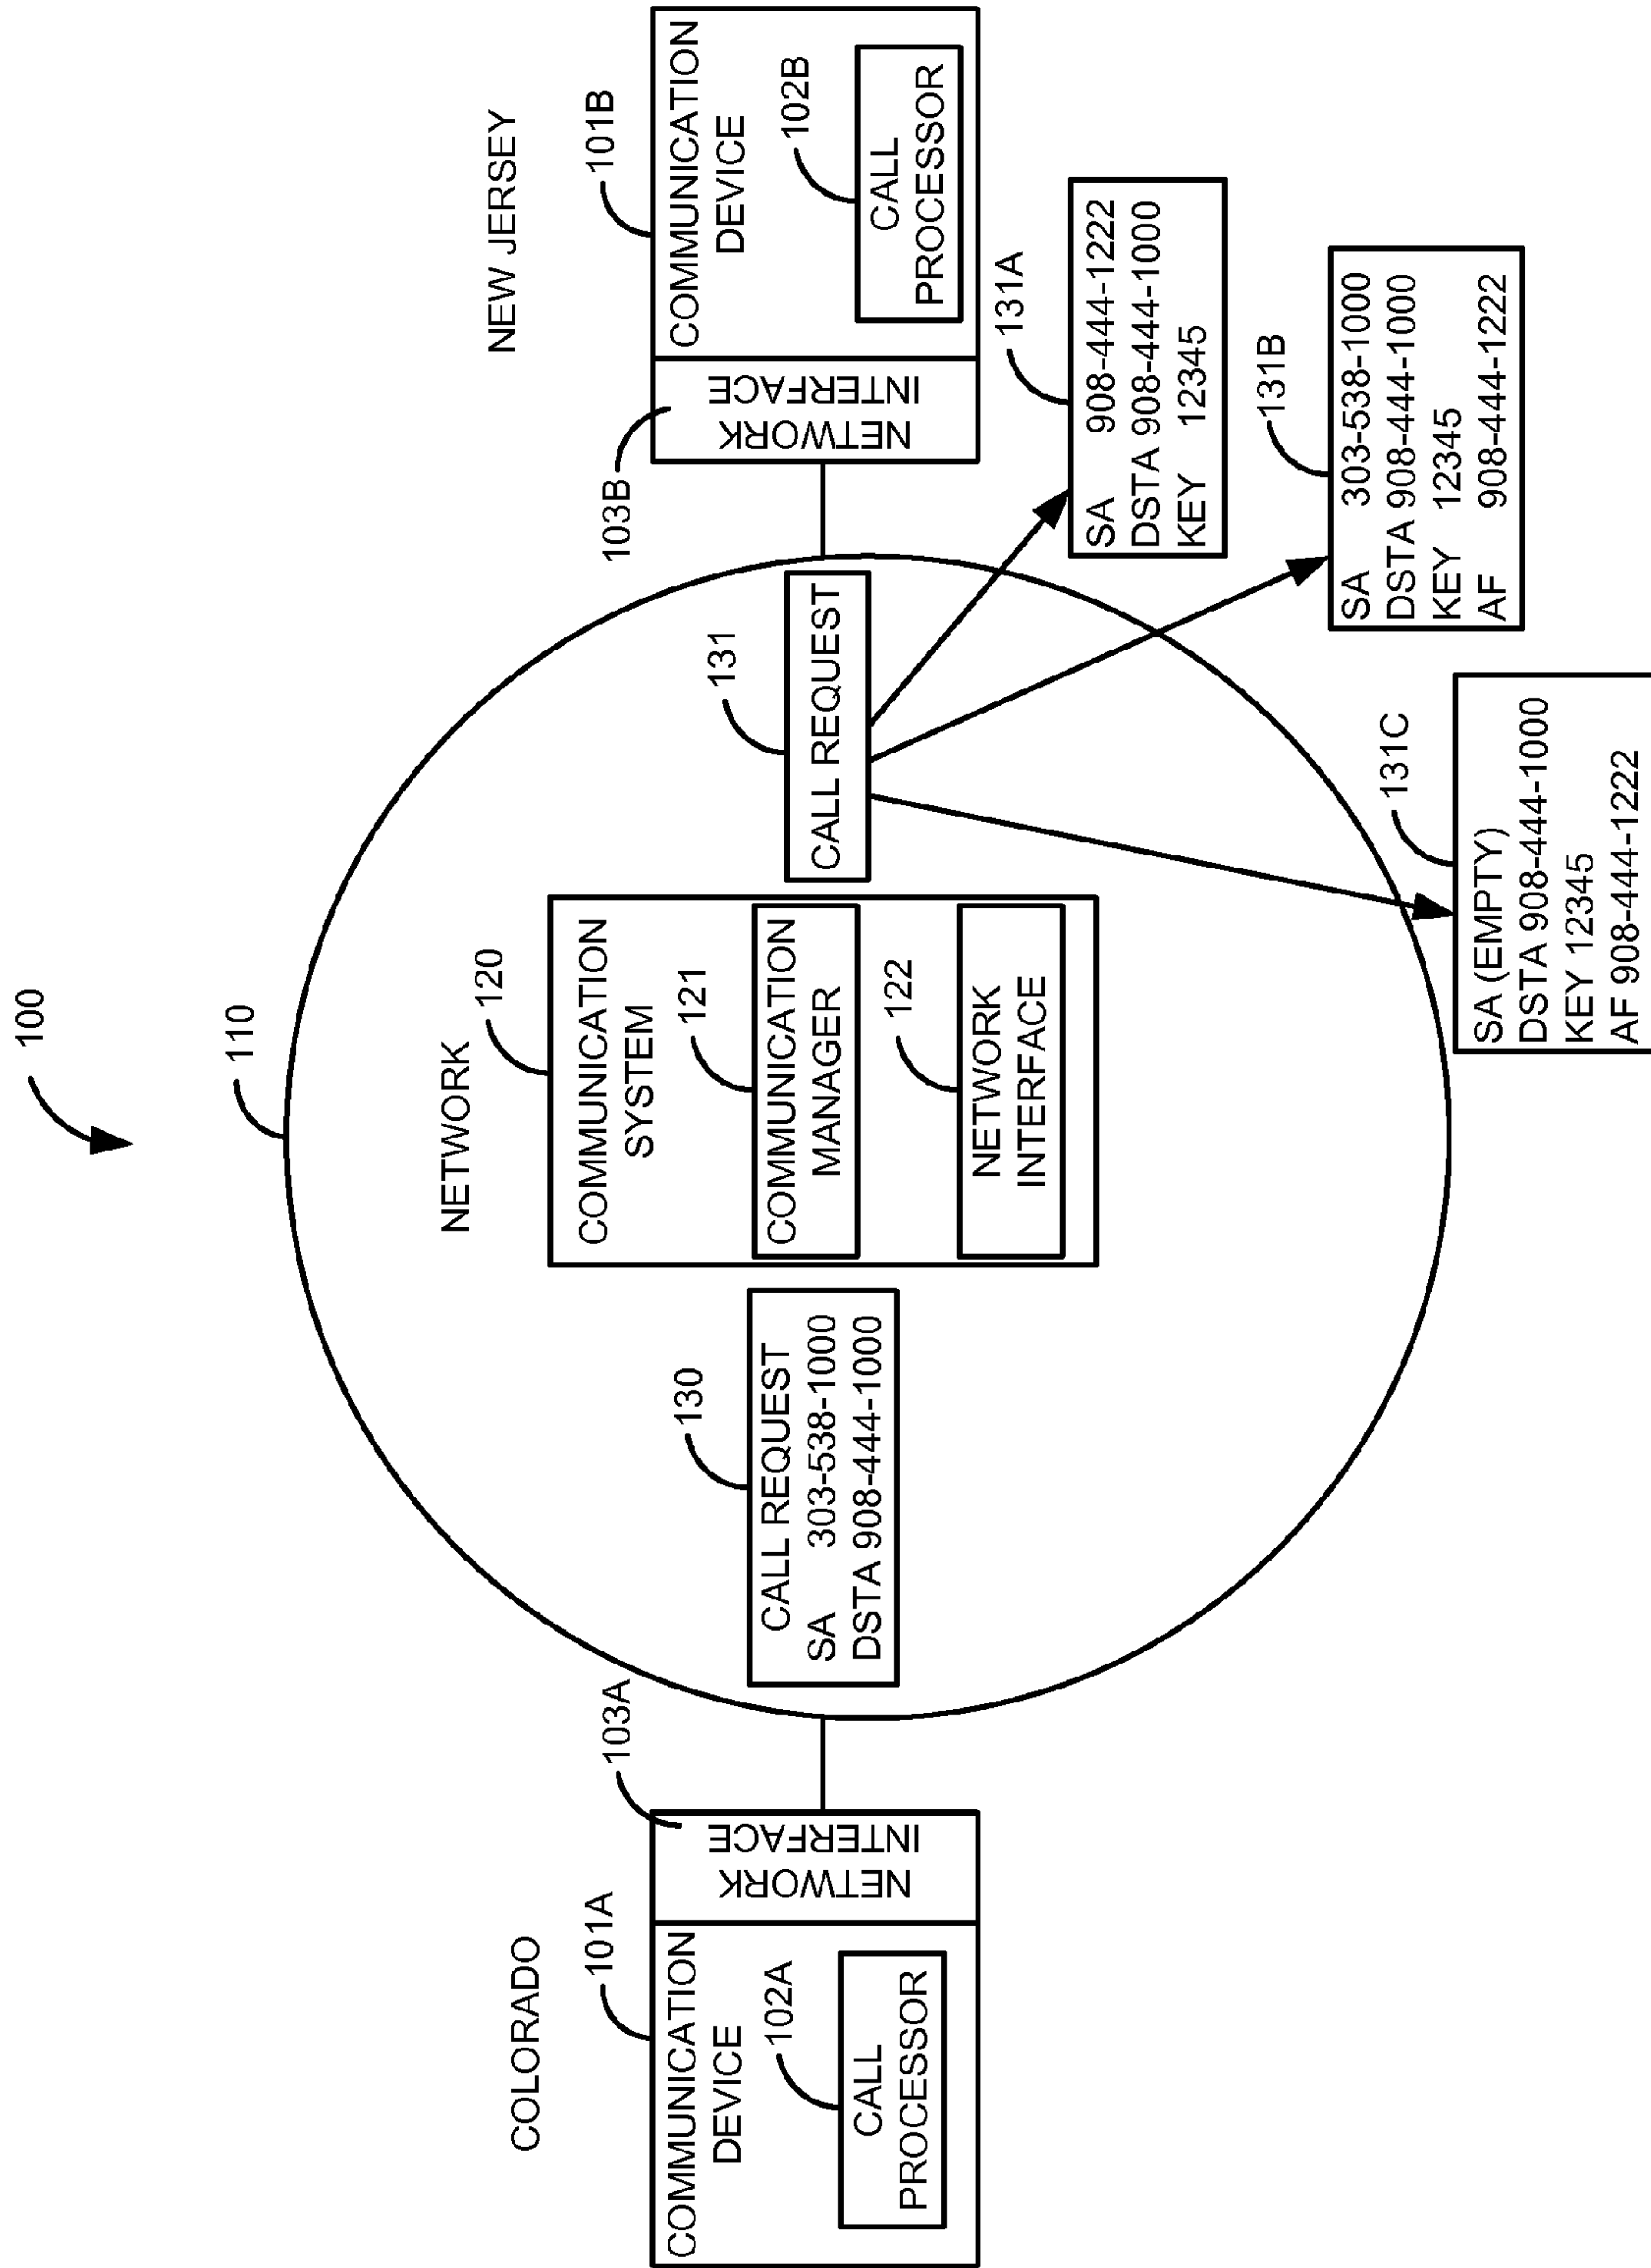 100
110
COLORADO
101A
COMMUNICATION
DEVICE
102A
CALL
PROCESSOR
103A
NETWORK
INTERFACE
NETWORK
130
CALL REQUEST
SA 303-538-1000
DSTA 908-444-1000
120
COMMUNICATION
SYSTEM
121
COMMUNICATION
MANAGER
122
NETWORK
INTERFACE
131
CALL REQUEST
NEW JERSEY
103B
NETWORK
INTERFACE
101B
COMMUNICATION
DEVICE
102B
CALL
PROCESSOR
131A
SA 908-444-1222
DSTA 908-444-1000
KEY 12345
131B
SA 303-538-1000
DSTA 908-444-1000
KEY 12345
AF 908-444-1222
131C
SA (EMPTY)
DSTA 908-444-1000
KEY 12345
AF 908-444-1222